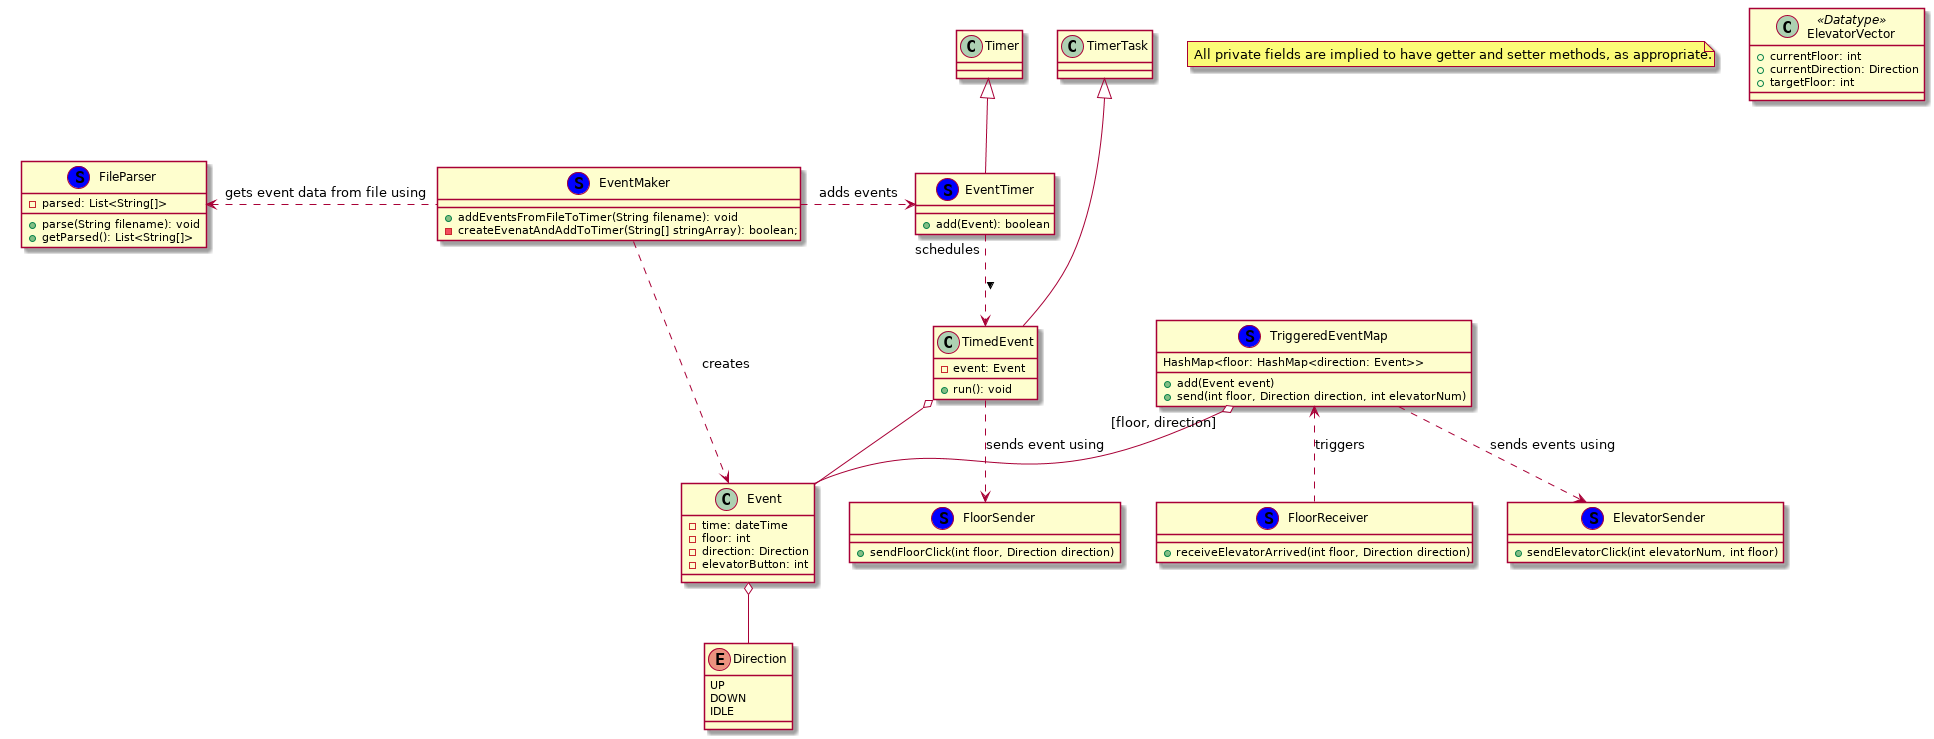 C Timer
C TimerTask
All private fields are implied to have getter and setter methods, as appropriate.
C «Datatype»
ElevatorVector
currentFloor: int
currentDirection: Direction
targetFloor: int
S FileParser
parsed: List<String[]>
parse(String filename): void
getParsed(): List<String[]>
gets event data from file using
S EventMaker
addEventsFromFileToTimer(String filename): void
createEvenatAndAddToTimer(String[] stringArray): boolean;
adds events
S EventTimer
add(Event): boolean
schedules
creates
C TimedEvent
event: Event
run(): void
S TriggeredEventMap
HashMap<floor: HashMap<direction: Event>>
add(Event event)
send(int floor, Direction direction, int elevatorNum)
[floor, direction]
sends event using
triggers
sends events using
C Event
time: dateTime
floor: int
direction: Direction
elevatorButton: int
S FloorSender
sendFloorClick(int floor, Direction direction)
S FloorReceiver
receiveElevatorArrived(int floor, Direction direction)
S ElevatorSender
sendElevatorClick(int elevatorNum, int floor)
E Direction
UP
DOWN
IDLE